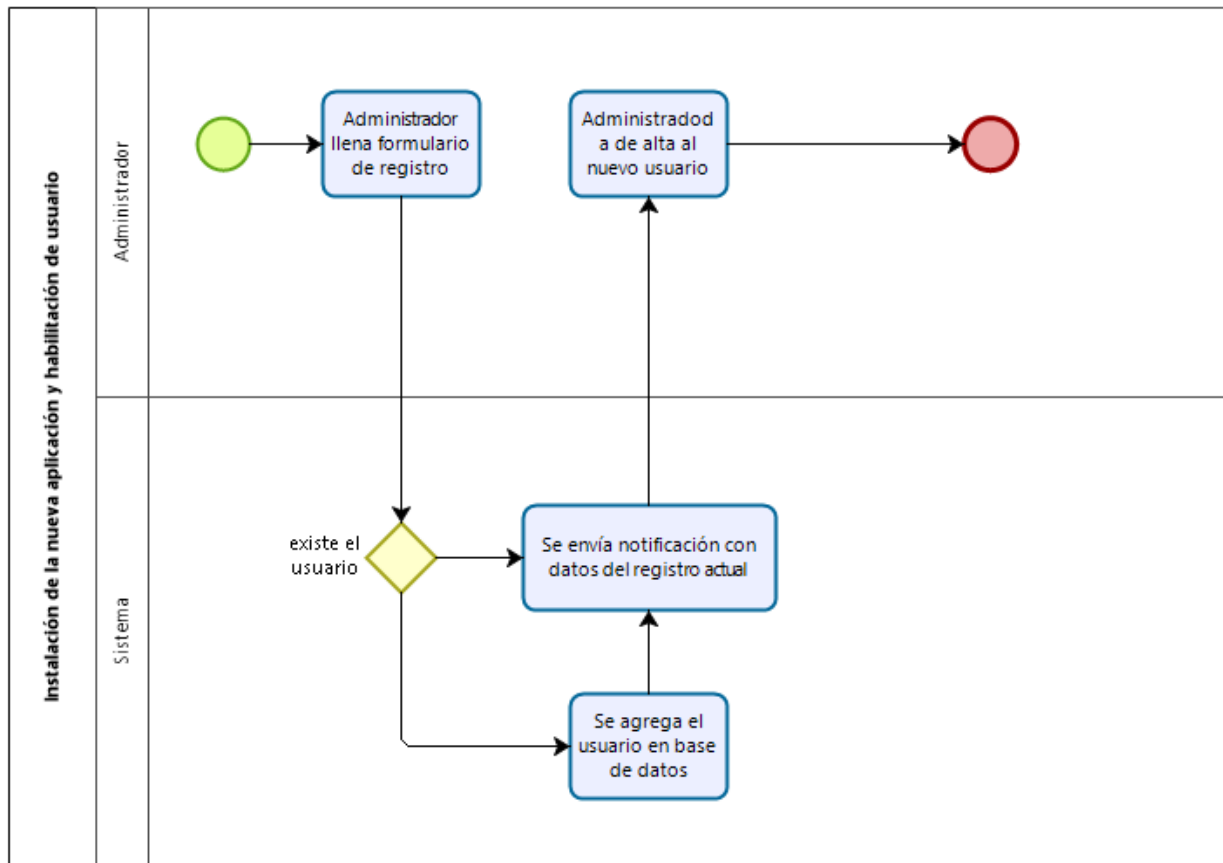 Instalación de la nueva aplicación y habilitación de usuario
Administrador
Administrador
llena formulario
de registro
Administradod
a de alta al
nuevo usuario
Sistema
existe el
usuario
Se envía notificación con
datos del registro actual
Se agrega el
usuario en base
de datos